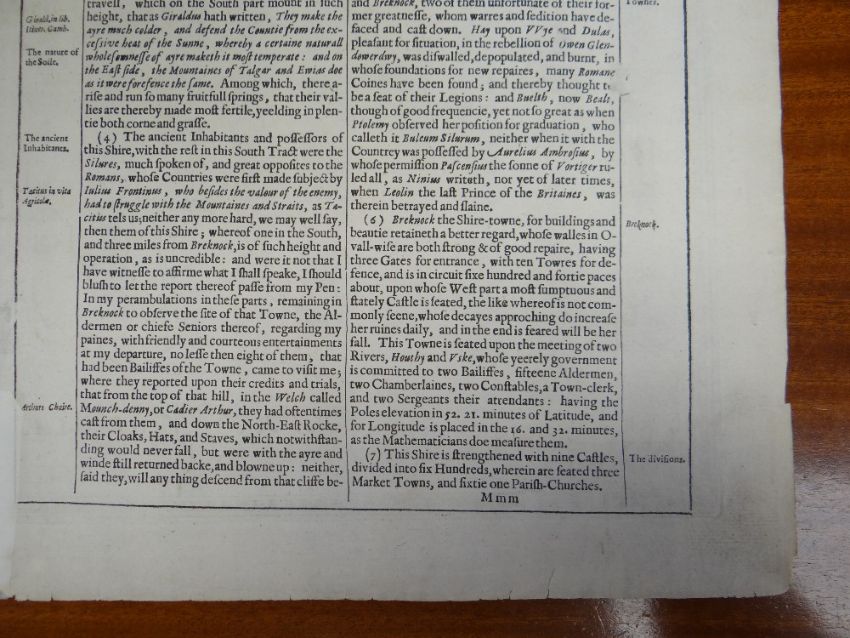 travell, which on the South part mount in such
height, that as Giraldus hath written, They make the
ayre much colder, and defend the Countie from the ex-
cessive heat of the Sunne, whereby a certaine naturall
wholsomnesse of ayre maketh it most temperate: and on
the East side, the Mountaines of Talgar and Ewias doe
as it were forefence the same. Among which, there a-
rise and run so many fruitfull springs, that their val-
lies are thereby made most fertile, yeelding in plen-
tie both corne and grasse.
(4) The ancient Inhabitants and possessors of
this Shire, with the rest in this South Tract were the
Silures, much spoken of, and great opposites to the
Romans, whose Countries were first made subject by
Iulius Frontinus, who besides the valour of the enemy,
had to struggle with the Mountaines and Straits, as Ta-
citus tels us; neither any more hard, we may well say,
then them of this Shire; whereof one in the South,
and three miles from Breknock, is of such height and
operation, as is uncredible: and were it not that I
have witnesse to affirme what I shall speake, I should
blush to let the report thereof passe from my Pen:
In my perambulations in these parts, remaining in
Breknock to observe the site of that Towne, the Al-
dermen or chiefe Seniors thereof, regarding my
paines, with friendly and courteous entertainments
at my departure, no lesse then eight of them, that
had been Bailiffes of the Towne, came to visit me;
where they reported upon their credits and trials,
that from the top of that hill, in the Welch called
Mounch-denny, or Cadier Arthur, they had oftentimes
cast from them, and down the North-East Rocke,
their Cloaks, Hats, and Staves, which notwithstan-
ding would never fall, but were with the ayre and
winde still returned backe, and blowne up: neither,
said they, will any thing descend from that cliffe be-
Girald. in lib.
Itiner. Camb.
The nature of
the Soile.
The ancient
Inhabitants.
Tacitus in vita
Agricolæ.
Arthurs Chaire.
and Breknock, two of them unfortunate of their for-
mer greatnesse, whom warres and sedition have de-
faced and cast down. Hay upon VVye and Dulas,
pleasant for situation, in the rebellion of Owen Glen-
dowerdwy, was diswalled, depopulated, and burnt, in
whose foundations for new repaires, many Romane
Coines have been found; and thereby thought to
be a seat of their Legions: and Buelth, now Bealt,
though of good frequencie, yet not so great as when
Ptolemy observed her position for graduation, who
calleth it Buleum Silurum, neither when it with the
Countrey was possessed by Aurelius Ambrosius, by
whose permission Pascensius the sonne of Vortiger ru-
led all, as Ninius writeth, nor yet of later times,
when Leolin the last Prince of the Britaines, was
therein betrayed and slaine.
(6) Breknock the Shire-towne, for buildings and
beautie retaineth a better regard, whose walles in O-
vall-wise are both strong & of good repaire, having
three Gates for entrance, with ten Towres for de-
fence, and is in circuit six hundred and fortie paces
about, upon whose West part a most sumptuous and
stately Castle is seated, the like whereof is not com-
monly seene, whose decayes approching do increase
her ruines daily, and in the end is feared will be her
fall. This Towne is seated upon the meeting of two
Rivers, Houthy and Vske, whose yeerely government
is committed to two Bailiffes, fifteene Aldermen,
two Chamberlaines, two Constables, a Town-clerk,
and two Sergeants their attendants: having the
Poles elevation in 52. 21. minutes of Latitude, and
for Longitude is placed in the 16. and 32. minutes,
as the Mathematicians doe measure them.
(7) This Shire is strengthened with nine Castles,
divided into six Hundreds, wherein are seated three
Market Towns, and sixtie one Parish-Churches.
Mmm
Townes.
Breknock.
The divisions.